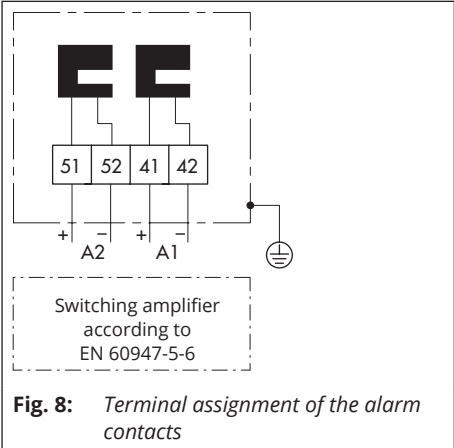 51 52 41 42
+ − + −
A2 A1
Switching amplifier
according to
EN 60947-5-6
Fig. 8: Terminal assignment of the alarm
contacts